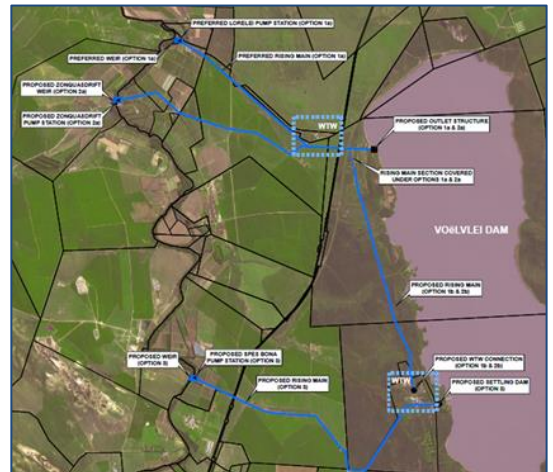 PREFERRED LORELEI PUMP STATION (OPTION 1a)
PREFERRED WEIR (OPTION 1a)
PREFERRED RISING MAIN (OPTION 1a)
PROPOSED ZONQUASDRIFT
WEIR (OPTION 2a)
PROPOSED ZONQUASDRIFT
PUMP STATION (OPTION 2a)
WTW
PROPOSED OUTLET STRUCTURE
(OPTION 1a & 2a)
RISING MAIN SECTION COVERED
UNDER OPTIONS 1a & 2a
VOëLVLEI DAM
PROPOSED RISING MAIN
(OPTION 1b & 2b)
PROPOSED WEIR
(OPTION 3)
PROPOSED SPES BONA
PUMP STATION (OPTION 3)
PROPOSED RISING MAIN
(OPTION 3)
PROPOSED WTW CONNECTION
(OPTION 1b & 2b)
WTW
PROPOSED SETTLING DAM
(OPTION 3)